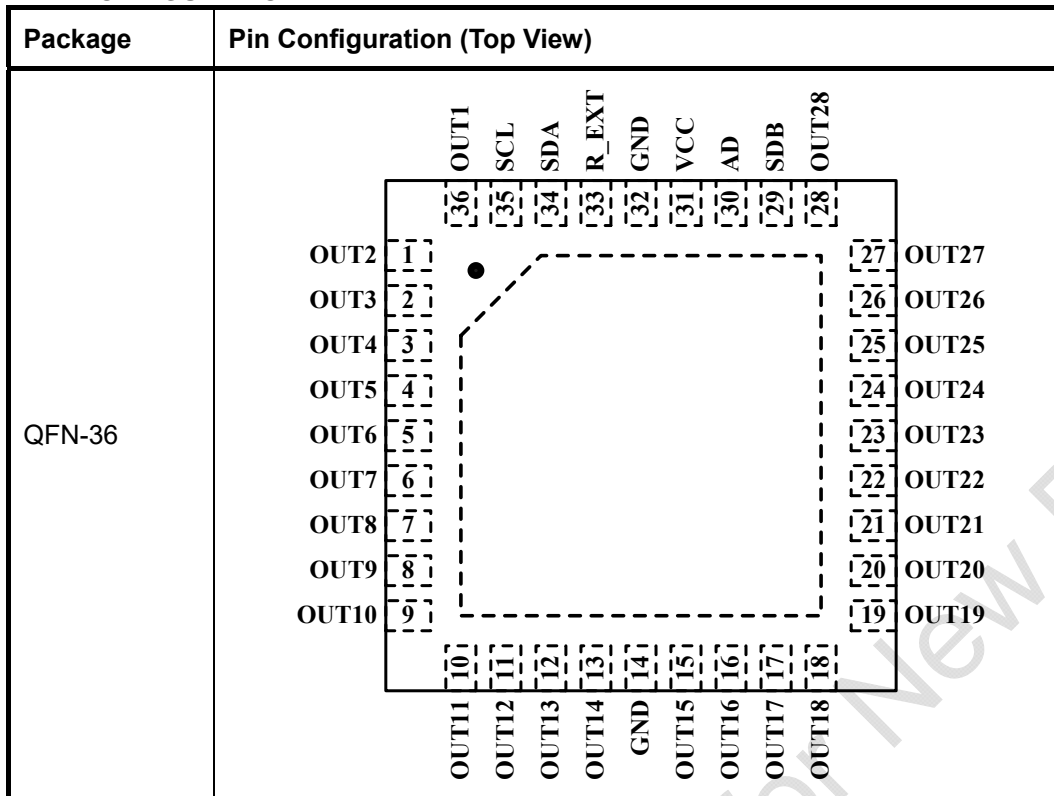 Package Pin Configuration (Top View)
QFN-36
OUT1 SCL SDA R_EXT GND VCC AD SDB OUT28
36 35 34 33 32 31 30 29 28
OUT2 1 27 OUT27
OUT3 2 26 OUT26
OUT4 3 25 OUT25
OUT5 4 24 OUT24
OUT6 5 23 OUT23
OUT7 6 22 OUT22
OUT8 7 21 OUT21
OUT9 8 20 OUT20
OUT10 9 19 OUT19
10 11 12 13 14 15 16 17 18
OUT11 OUT12 OUT13 OUT14 GND OUT15 OUT16 OUT17 OUT18
for New